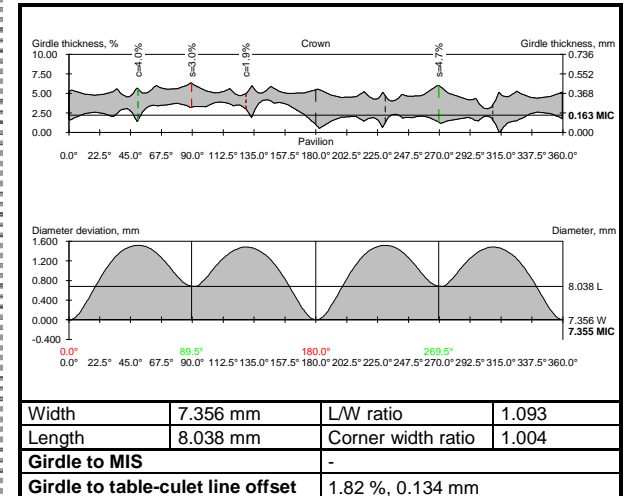 Girdle thickness, % Crown Girdle thickness, mm
c=4.0% s=3.0% c=1.9% s=4.7%
10.00 0.736
7.50 0.552
5.00 0.368
2.50 0.163 MIC
0.00 0.000
Pavilion
0.0° 22.5° 45.0° 67.5° 90.0° 112.5° 135.0° 157.5° 180.0° 202.5° 225.0° 247.5° 270.0° 292.5° 315.0° 337.5° 360.0°
Diameter deviation, mm Diameter, mm
1.600
1.200
0.800 8.038 L
0.400
0.000 7.356 W
7.355 MIC
-0.400
0.0° 89.5° 180.0° 269.5°
0.0° 22.5° 45.0° 67.5° 90.0° 112.5° 135.0° 157.5° 180.0° 202.5° 225.0° 247.5° 270.0° 292.5° 315.0° 337.5° 360.0°
Width 7.356 mm L/W ratio 1.093
Length 8.038 mm Corner width ratio 1.004
Girdle to MIS -
Girdle to table-culet line offset 1.82 %, 0.134 mm